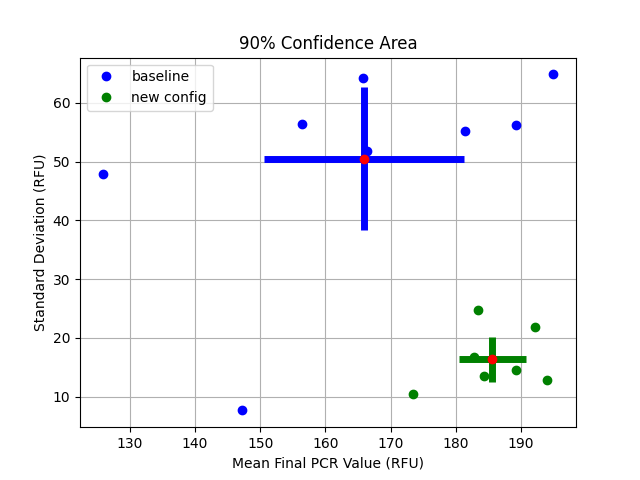 90% Confidence Area
baseline
new config
Standard Deviation (RFU)
60
50
40
30
20
10
130 140 150 160 170 180 190
Mean Final PCR Value (RFU)